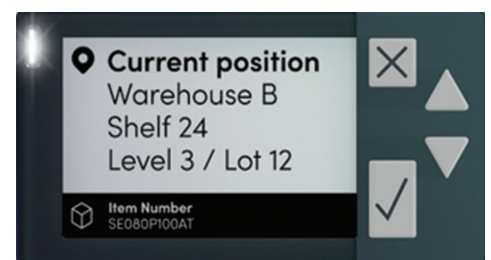 Current position
Warehouse B
Shelf 24
Level 3 / Lot 12
Item Number
SE080P100AT